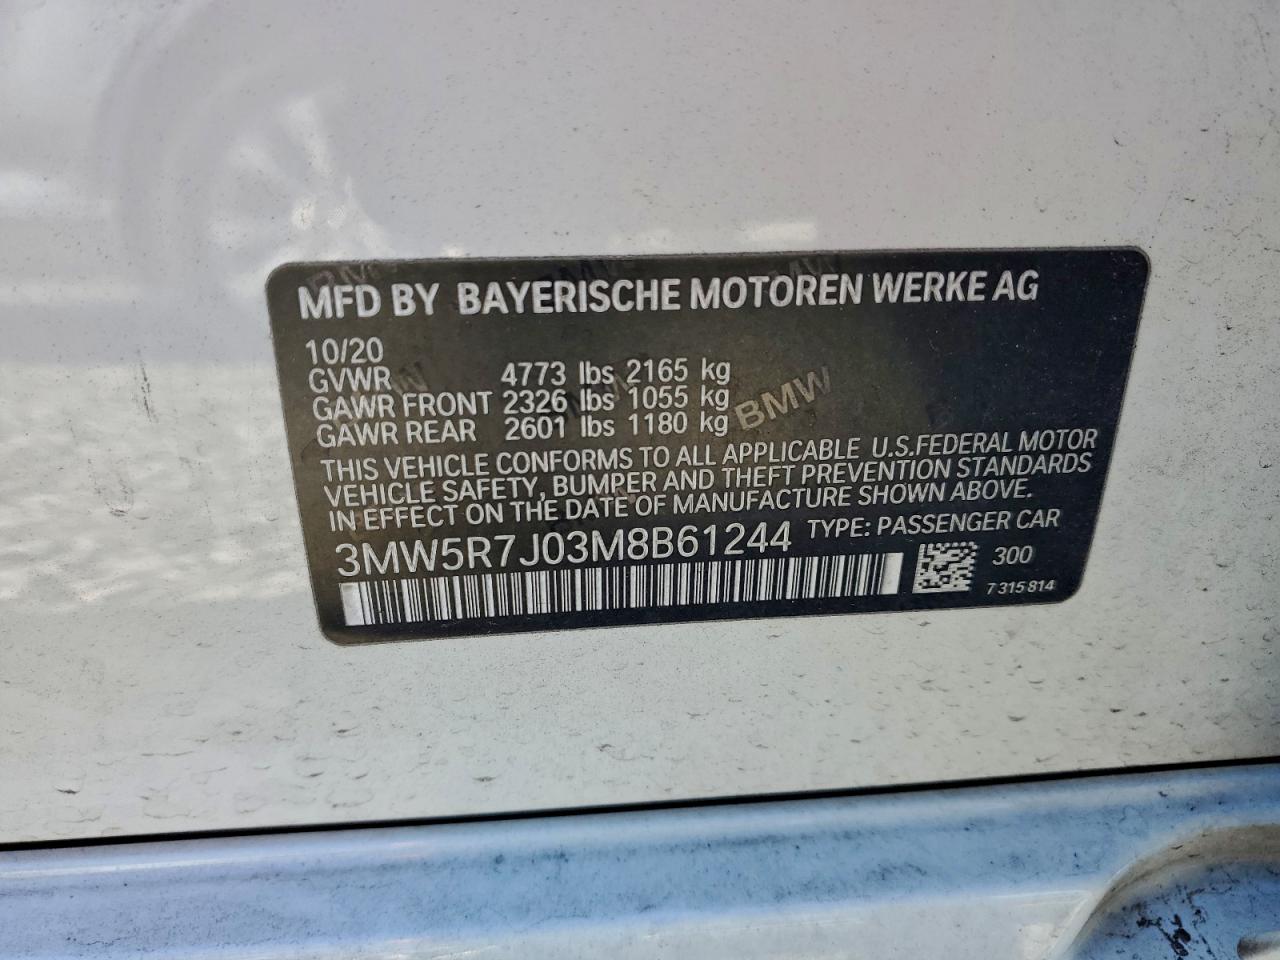 MFD BY BAYERISCHE MOTOREN WERKE AG
10/20
GVWR 4773 lbs 2165 kg
GAWR FRONT 2326 lbs 1055 kg
GAWR REAR 2601 lbs 1180 kg
THIS VEHICLE CONFORMS TO ALL APPLICABLE U.S.FEDERAL MOTOR
VEHICLE SAFETY, BUMPER AND THEFT PREVENTION STANDARDS
IN EFFECT ON THE DATE OF MANUFACTURE SHOWN ABOVE.
3MW5R7J03M8B61244 TYPE: PASSENGER CAR
300
7 315 814
BMW